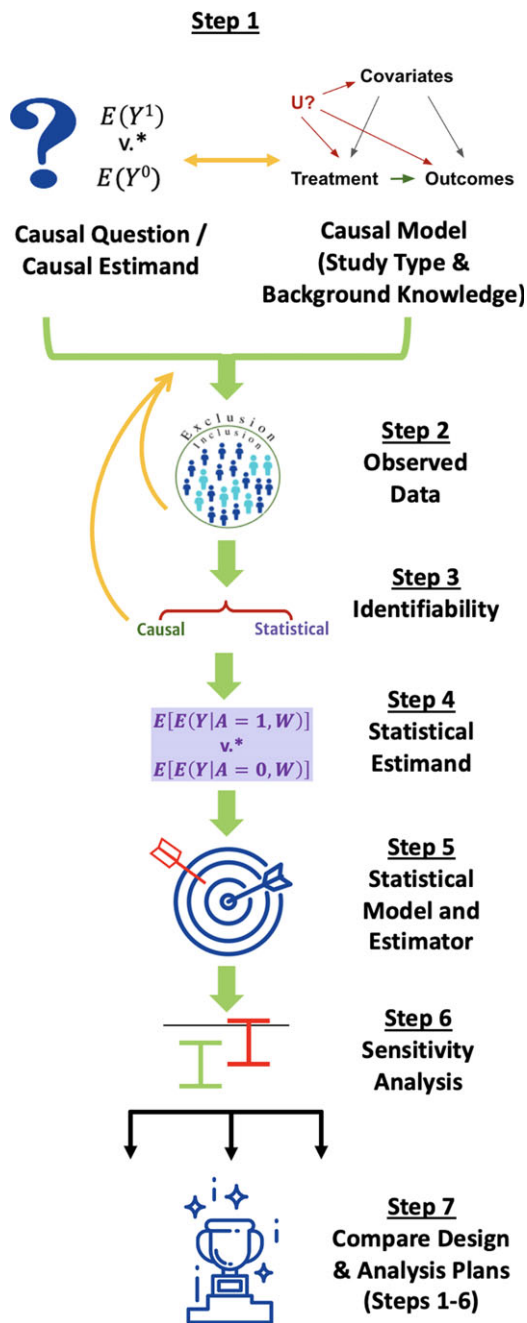 Step 1
E(Y¹)
v.*
E(Y⁰)
U?
Covariates
Treatment
Outcomes
Causal Question /
Causal Estimand
Causal Model
(Study Type &
Background Knowledge)
Exclusion
Inclusion
Step 2
Observed
Data
Step 3
Identifiability
Causal
Statistical
E[E(Y|A = 1, W)]
v.*
E[E(Y|A = 0, W)]
Step 4
Statistical
Estimand
Step 5
Statistical
Model and
Estimator
Step 6
Sensitivity
Analysis
Step 7
Compare Design
& Analysis Plans
(Steps 1-6)